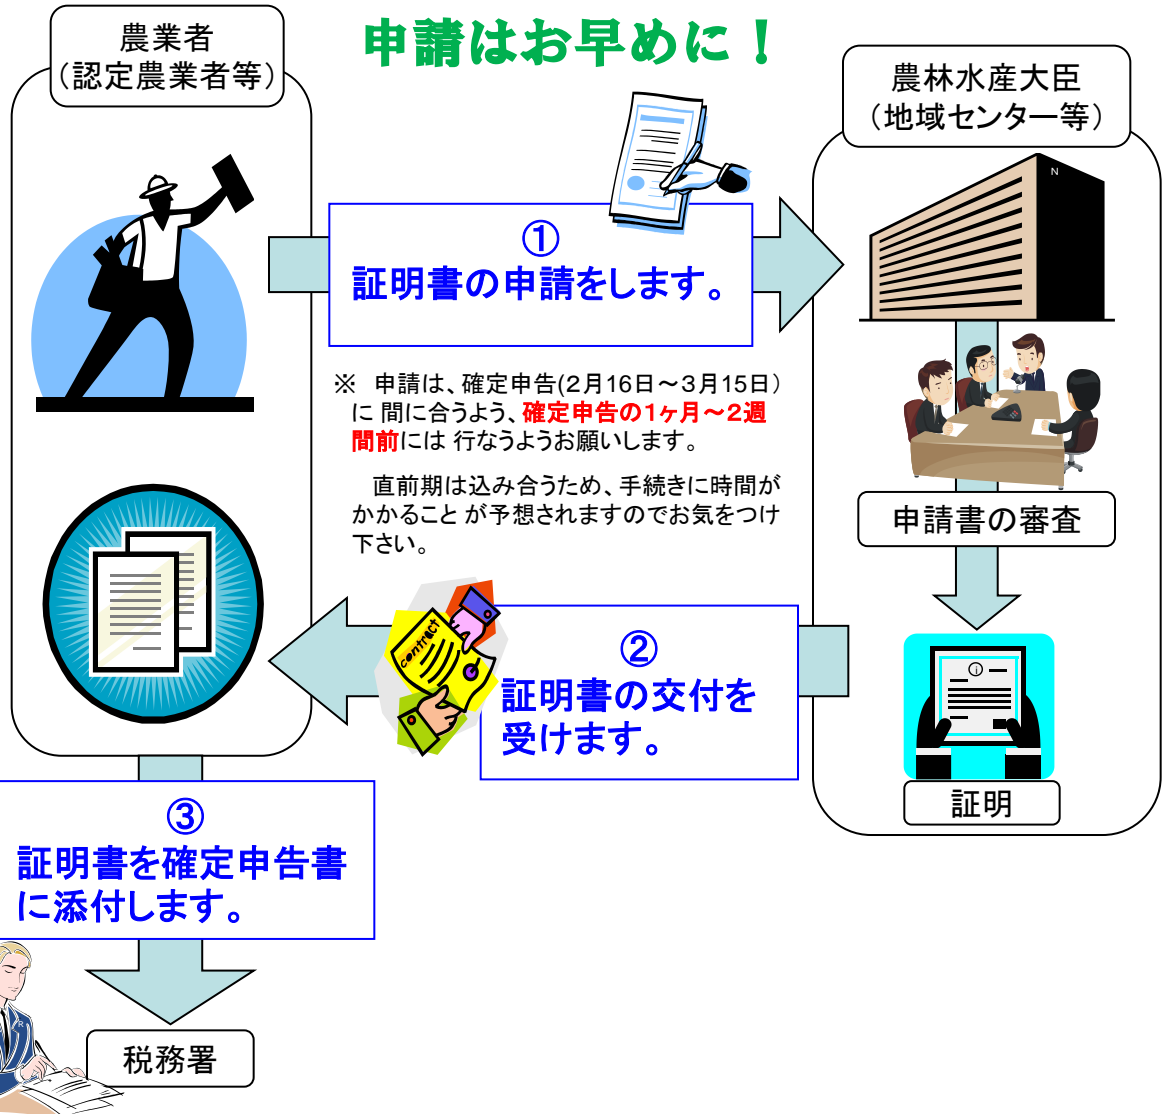 申請はお早めに！
農業者
（認定農業者等）
農林水産大臣
（地域センター等）
N
①
証明書の申請をします。
※　申請は、確定申告(２月16日～３月15日）
に 間に合うよう、確定申告の１ヶ月～２週
間前には 行なうようお願いします。
直前期は込み合うため、手続きに時間が
かかること が予想されますのでお気をつけ
下さい。
申請書の審査
contract
②
証明書の交付を
受けます。
証明
③
証明書を確定申告書
に添付します。
R
税務署